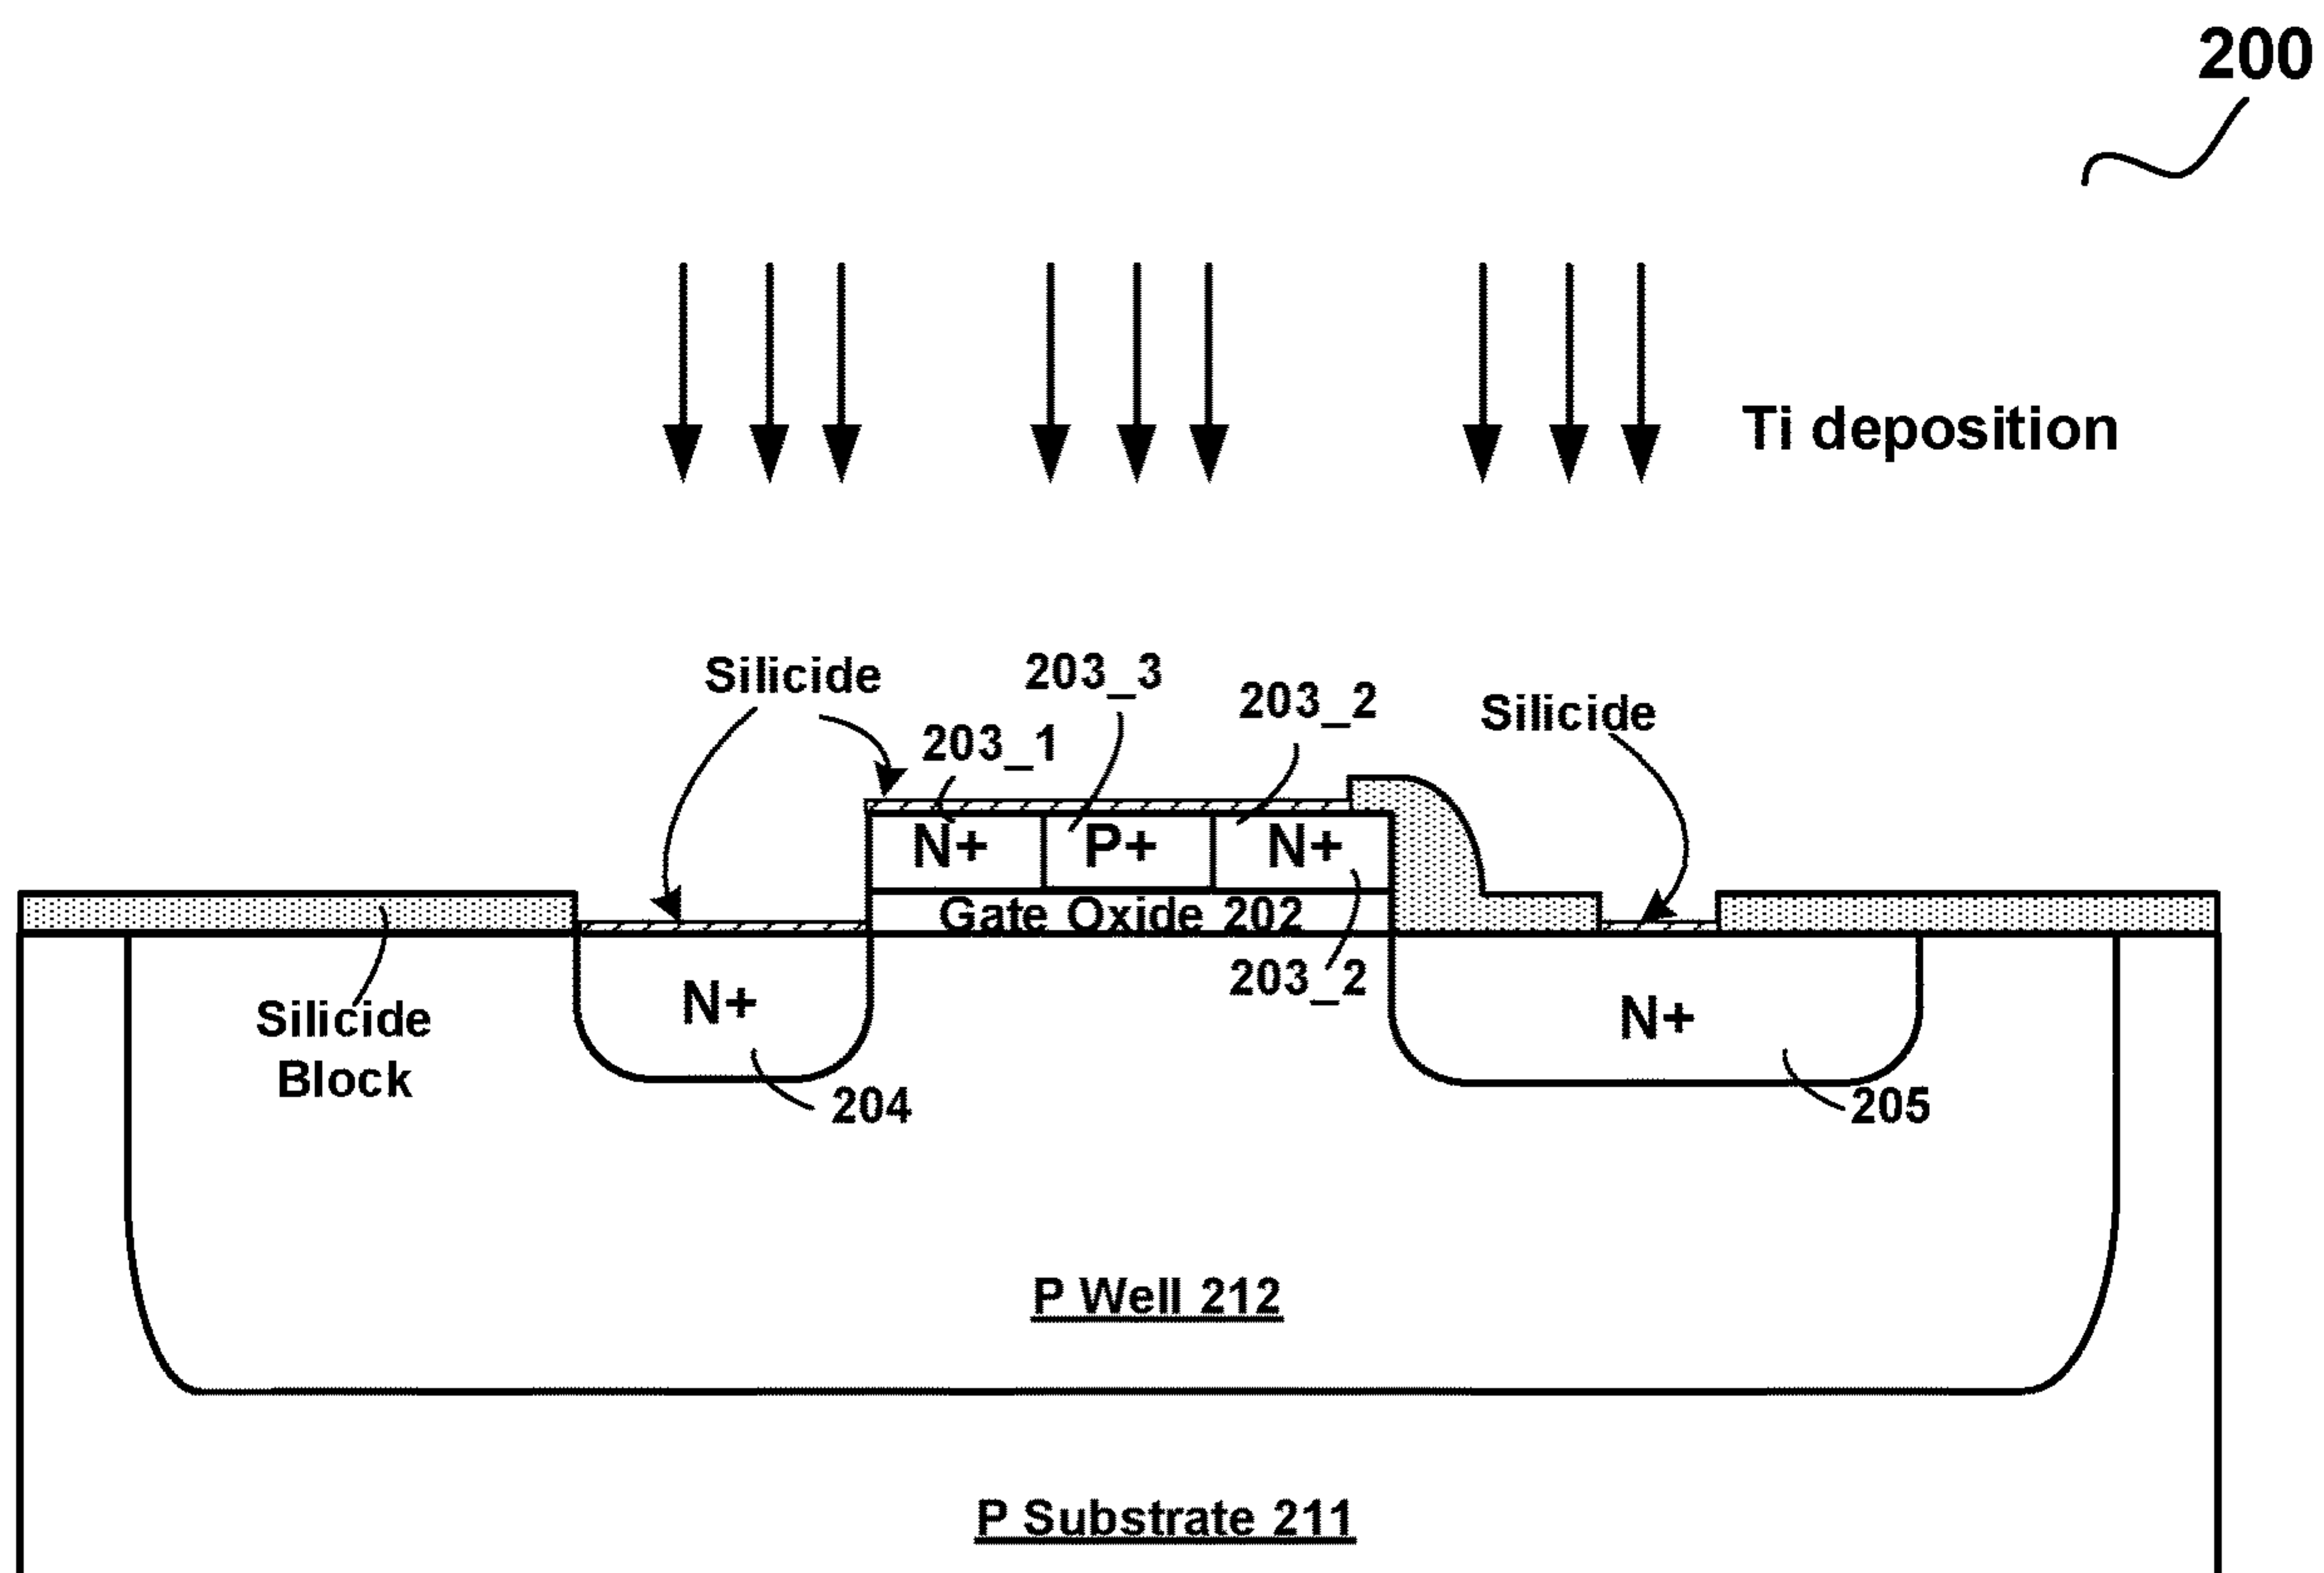 200
Ti deposition
Silicide
203_3
203_2
Silicide
203_1
N+
P+
N+
Gate Oxide 202
203_2
Silicide
Block
N+
N+
204
205
P Well 212
P Substrate 211